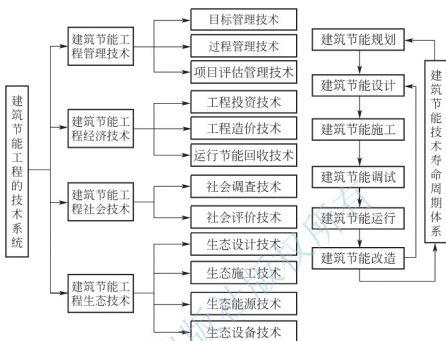 建筑节能工程的技术系统
建筑节能工
程管理技术
建筑节能工
程经济技术
建筑节能工
程社会技术
建筑节能工
程生态技术
目标管理技术
过程管理技术
项目评估管理技术
工程投资技术
工程造价技术
运行节能回收技术
社会调查技术
社会评价技术
生态设计技术
生态施工技术
生态能源技术
生态设备技术
建筑节能规划
建筑节能设计
建筑节能施工
建筑节能调试
建筑节能运行
建筑节能改造
建筑节能技术寿命周期体系
版社版权所有